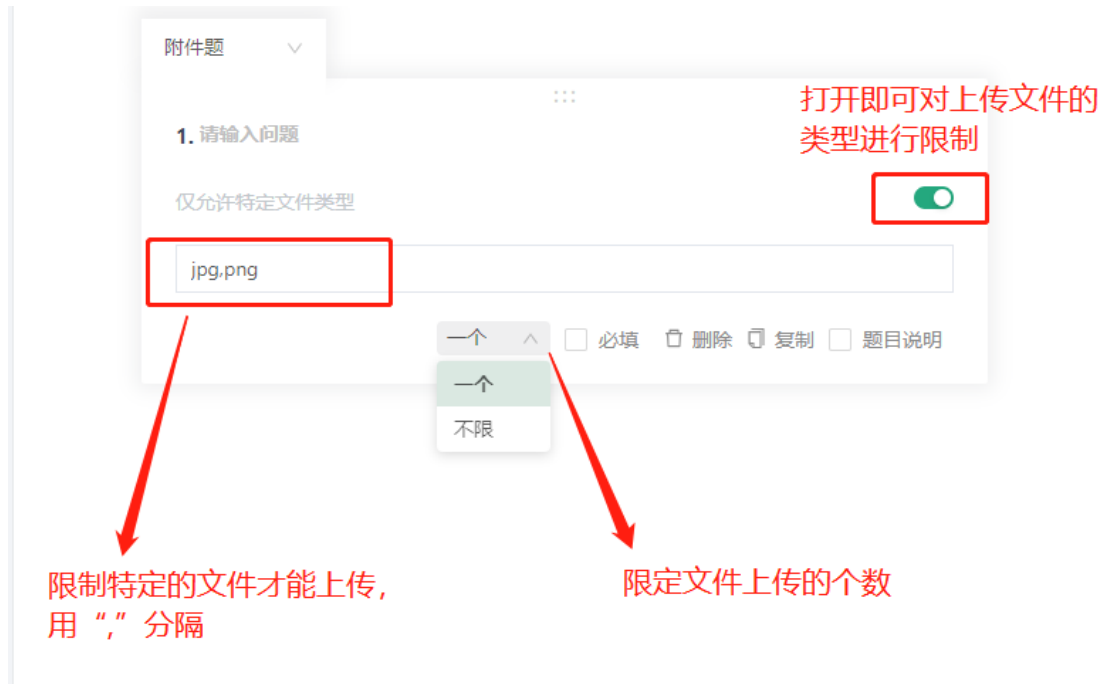 附件题
打开即可对上传文件的
类型进行限制
1. 请输入问题
仅允许特定文件类型
jpg,png
一个 必填 删除 复制 题目说明
一个
不限
限制特定的文件才能上传,
用“,”分隔
限定文件上传的个数